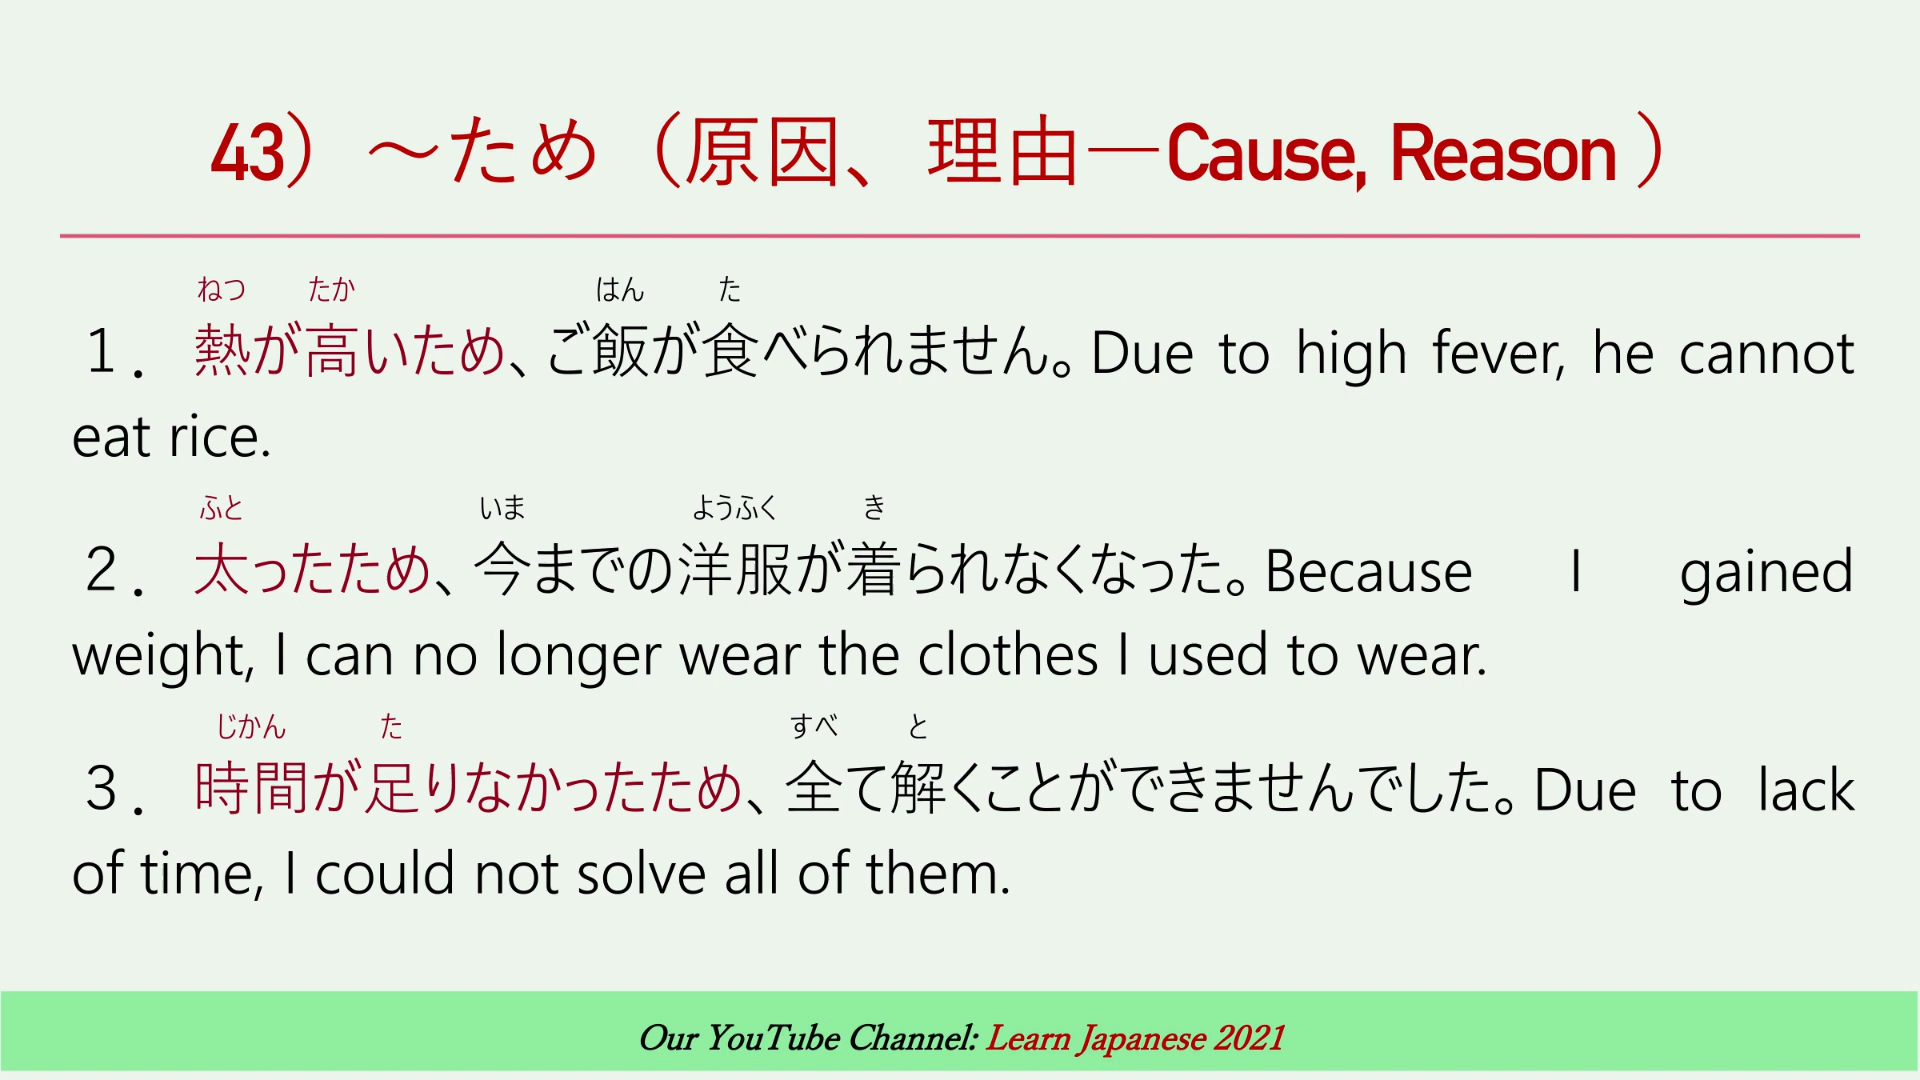 43）～ため（原因、理由―Cause, Reason ）
ねつ たか はん た
１．熱が高いため、ご飯が食べられません。Due to high fever, he cannot
eat rice.
ふと いま ようふく き
２．太ったため、今までの洋服が着られなくなった。Because I gained
weight, I can no longer wear the clothes I used to wear.
じかん た すべ と
３．時間が足りなかったため、全て解くことができませんでした。Due to lack
of time, I could not solve all of them.
Our YouTube Channel: Learn Japanese 2021